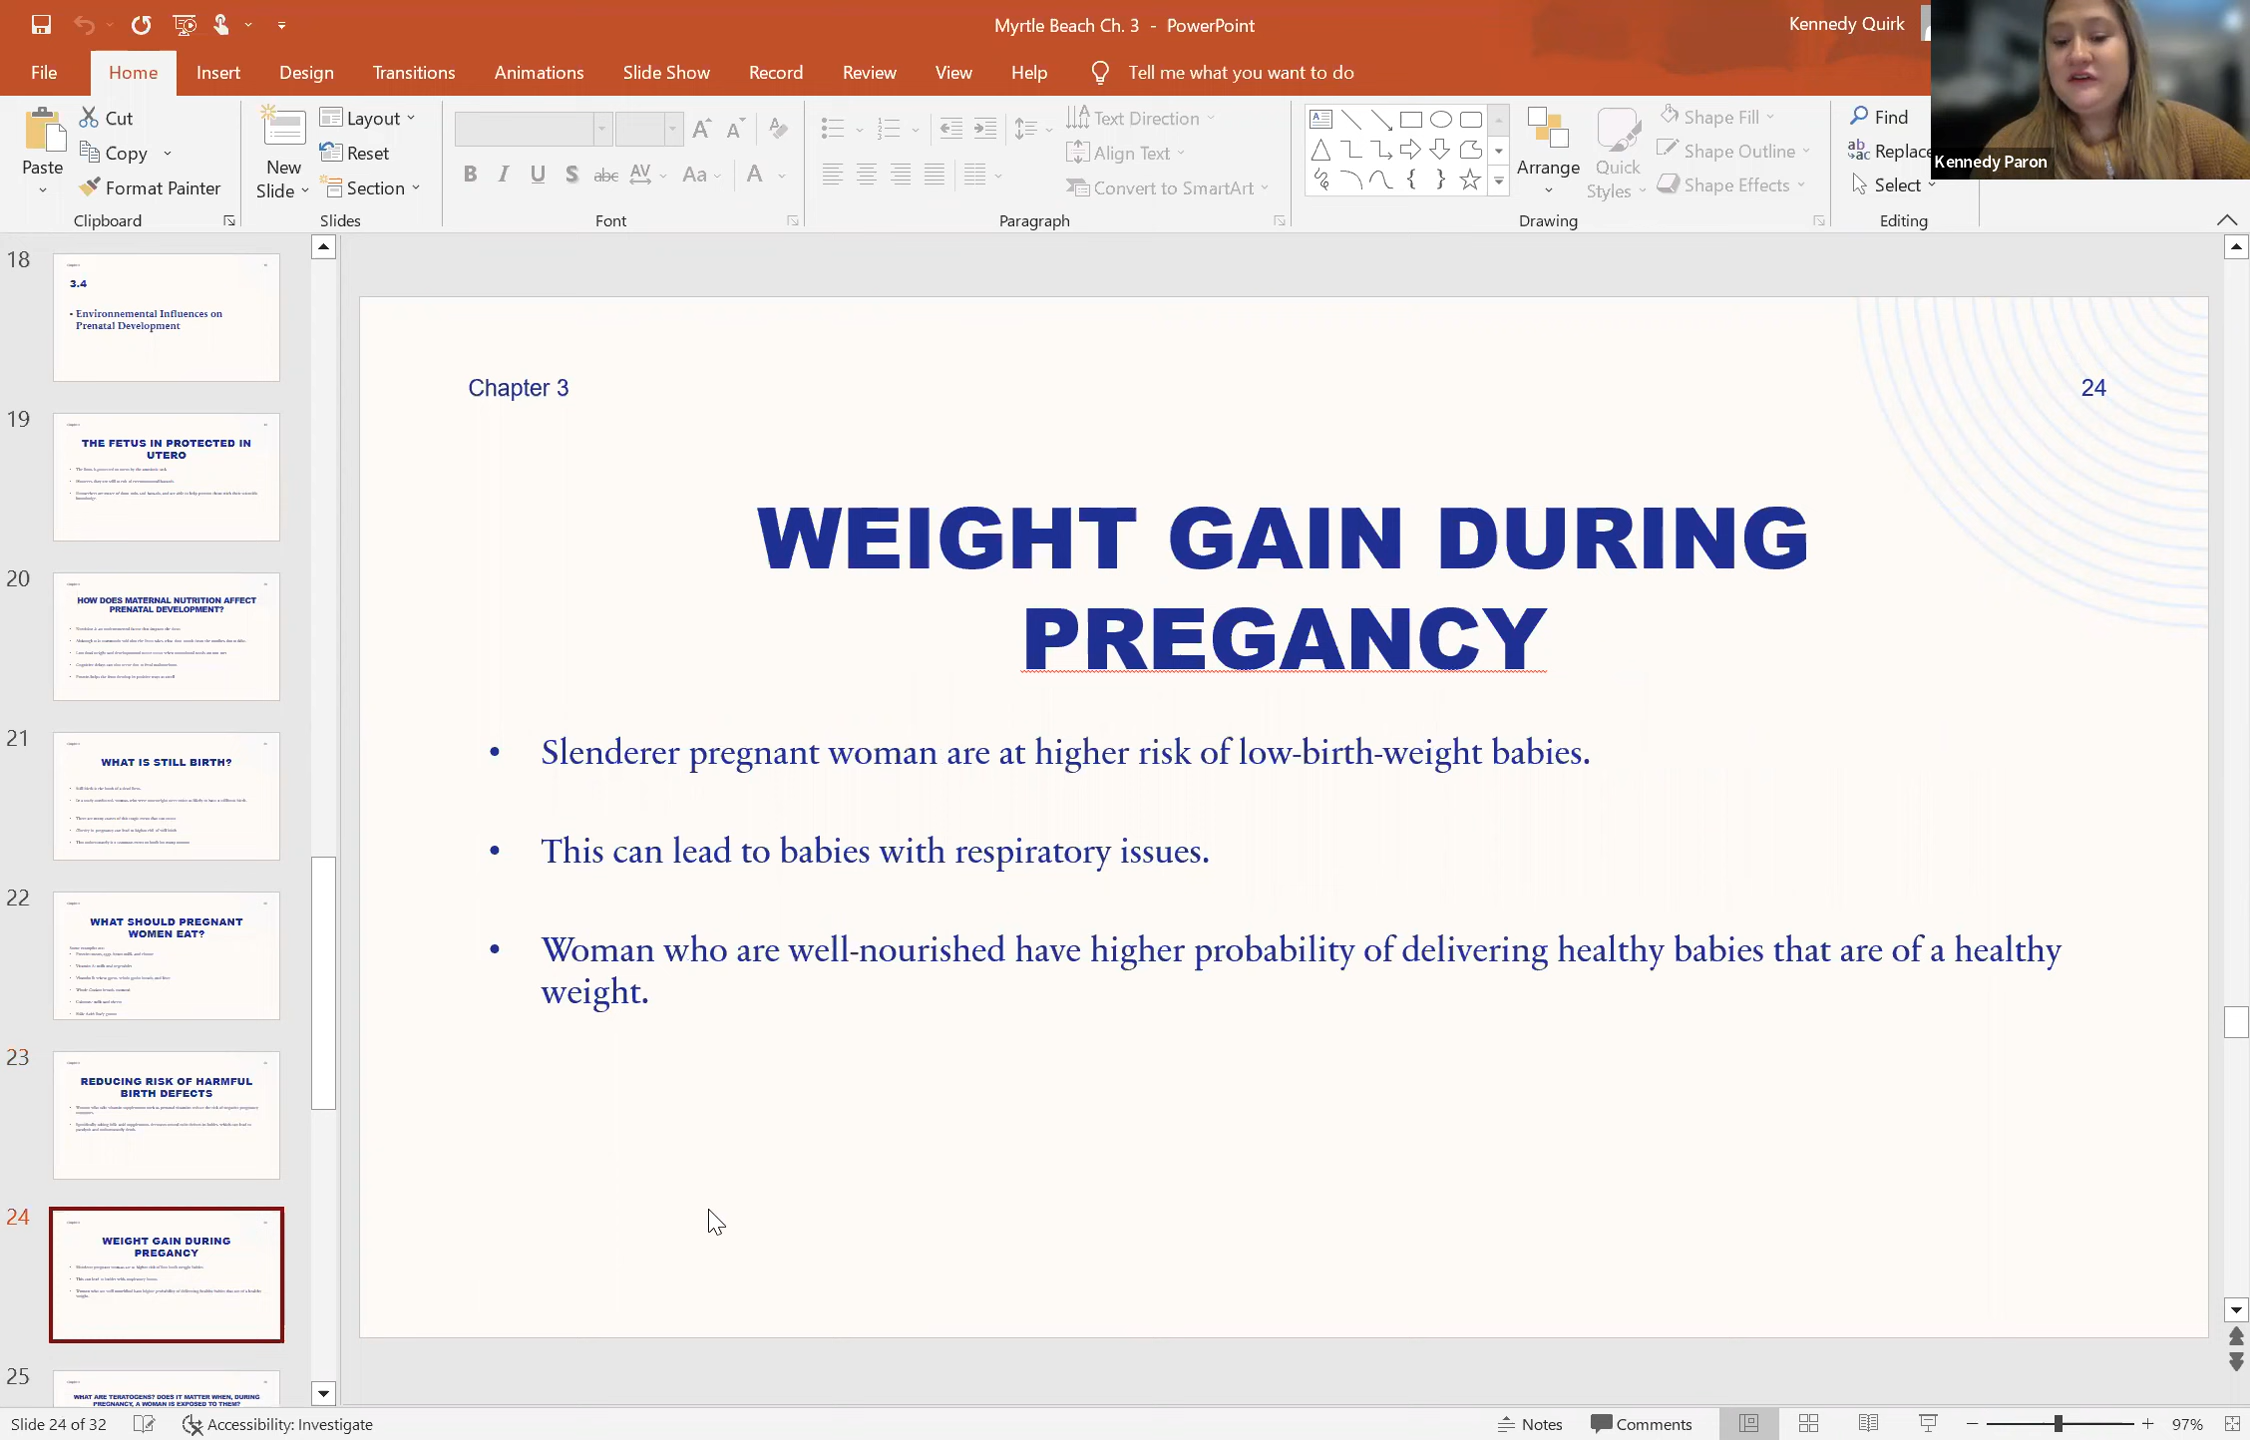 Myrtle Beach Ch. 3 - PowerPoint
Kennedy Quirk
File Home Insert Design Transitions Animations Slide Show Record Review View Help Tell me what you want to do
Paste
Cut
Copy
Format Painter
Clipboard
New Slide
Layout
Reset
Section
Slides
Font
Text Direction
Align Text
Convert to SmartArt
Paragraph
Arrange
Quick Styles
Shape Fill
Shape Outline
Shape Effects
Drawing
Find
Replace
Select
Editing
Kennedy Paron
18
3.4
• Environnemental Influences on
Prenatal Development
19
THE FETUS IN PROTECTED IN
UTERO
20
HOW DOES MATERNAL NUTRITION AFFECT
PRENATAL DEVELOPMENT?
21
WHAT IS STILL BIRTH?
22
WHAT SHOULD PREGNANT
WOMEN EAT?
23
REDUCING RISK OF HARMFUL
BIRTH DEFECTS
24
WEIGHT GAIN DURING
PREGANCY
25
WHAT ARE TERATOGENS? DOES IT MATTER WHEN, DURING
PREGNANCY, A WOMAN IS EXPOSED TO THEM?
Chapter 3
24
WEIGHT GAIN DURING
PREGANCY
• Slenderer pregnant woman are at higher risk of low-birth-weight babies.
• This can lead to babies with respiratory issues.
• Woman who are well-nourished have higher probability of delivering healthy babies that are of a healthy
weight.
Slide 24 of 32
Accessibility: Investigate
Notes
Comments
97%